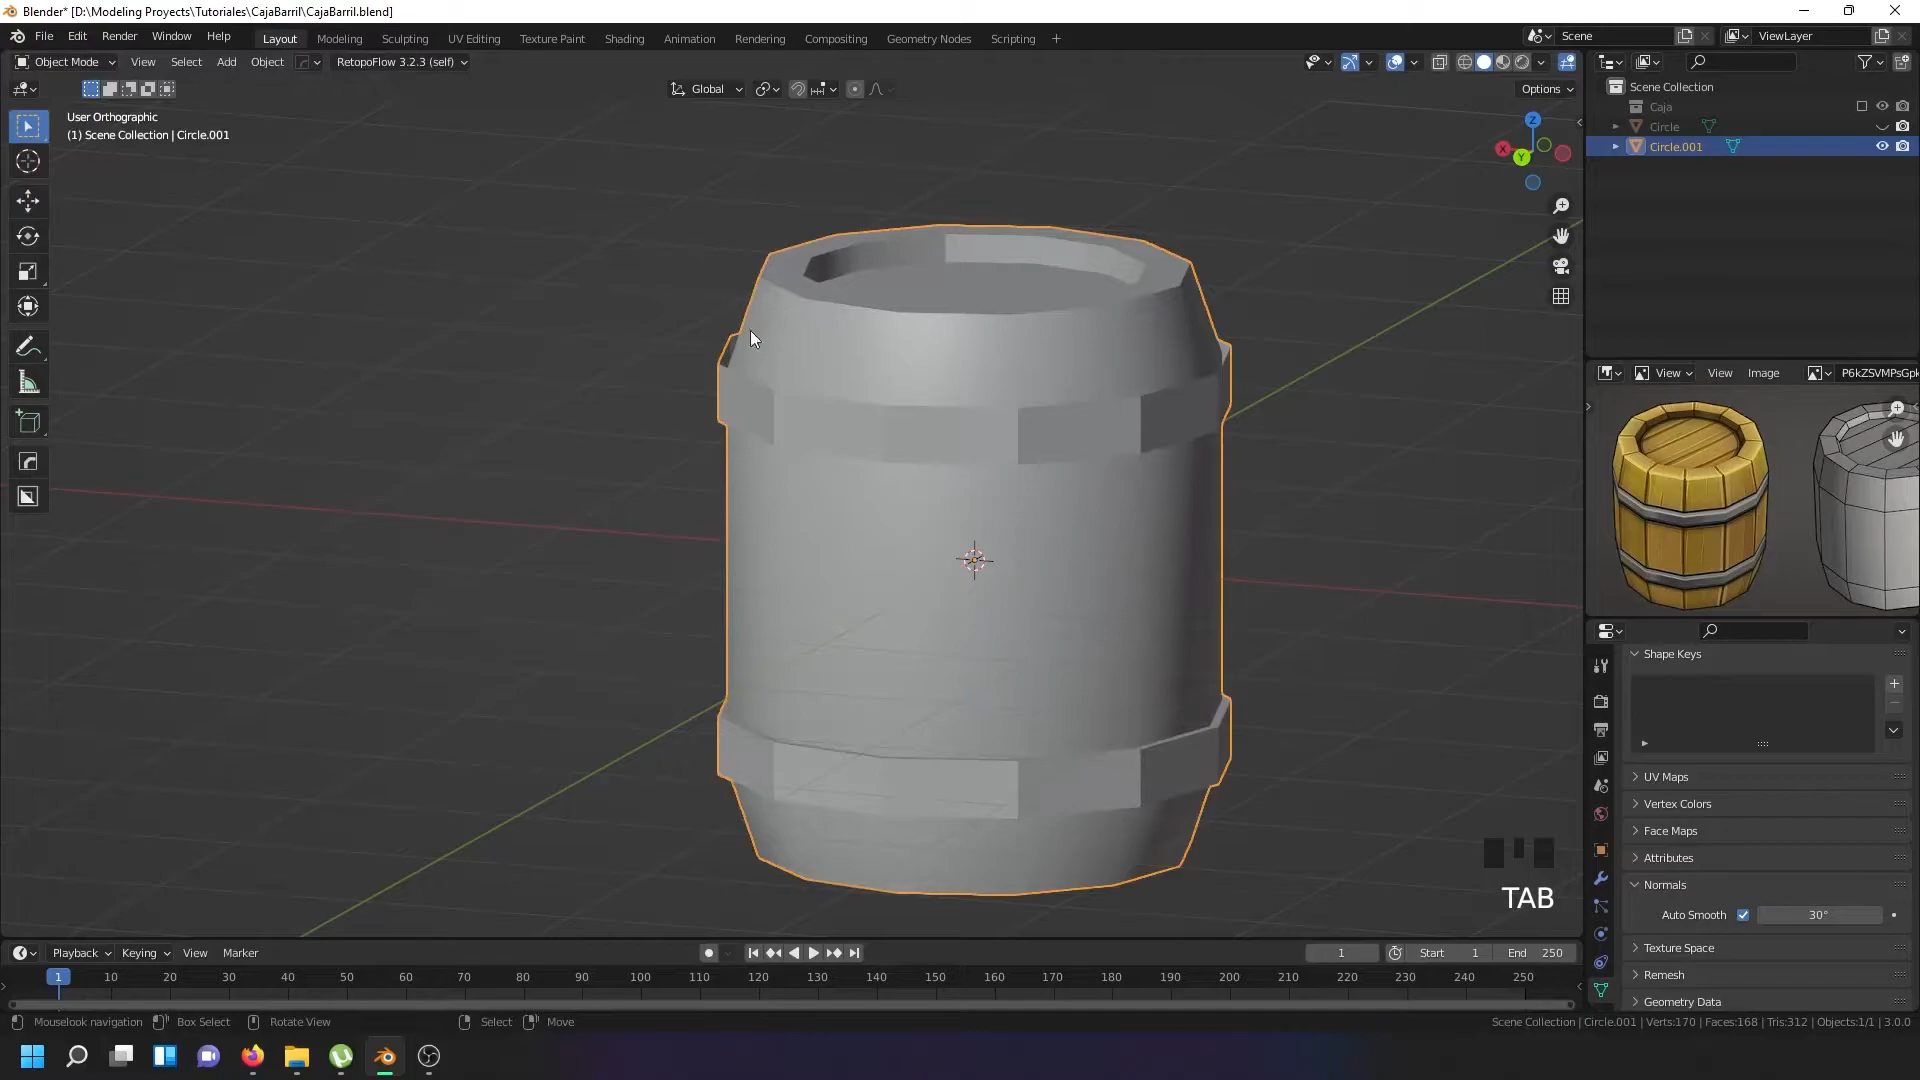 Blender* [D:\Modeling Proyects\Tutoriales\CajaBarril\CajaBarril.blend]
File Edit Render Window Help Layout Modeling Sculpting UV Editing Texture Paint Shading Animation Rendering Compositing Geometry Nodes Scripting + Scene ViewLayer
Object Mode View Select Add Object RetopoFlow 3.2.3 (self)
Global Options
User Orthographic
(1) Scene Collection | Circle.001
Z
X
Y
Scene Collection
Caja
Circle
Circle.001
View View Image P6kZSVMPsGpk
Shape Keys
UV Maps
Vertex Colors
Face Maps
Attributes
Normals
Auto Smooth 30°
Texture Space
Remesh
Geometry Data
TAB
Playback Keying View Marker 1 Start 1 End 250
1 10 20 30 40 50 60 70 80 90 100 110 120 130 140 150 160 170 180 190 200 210 220 230 240 250
Mouselook navigation Box Select Rotate View Select Move Scene Collection | Circle.001 | Verts:170 | Faces:168 | Tris:312 | Objects:1/1 | 3.0.0